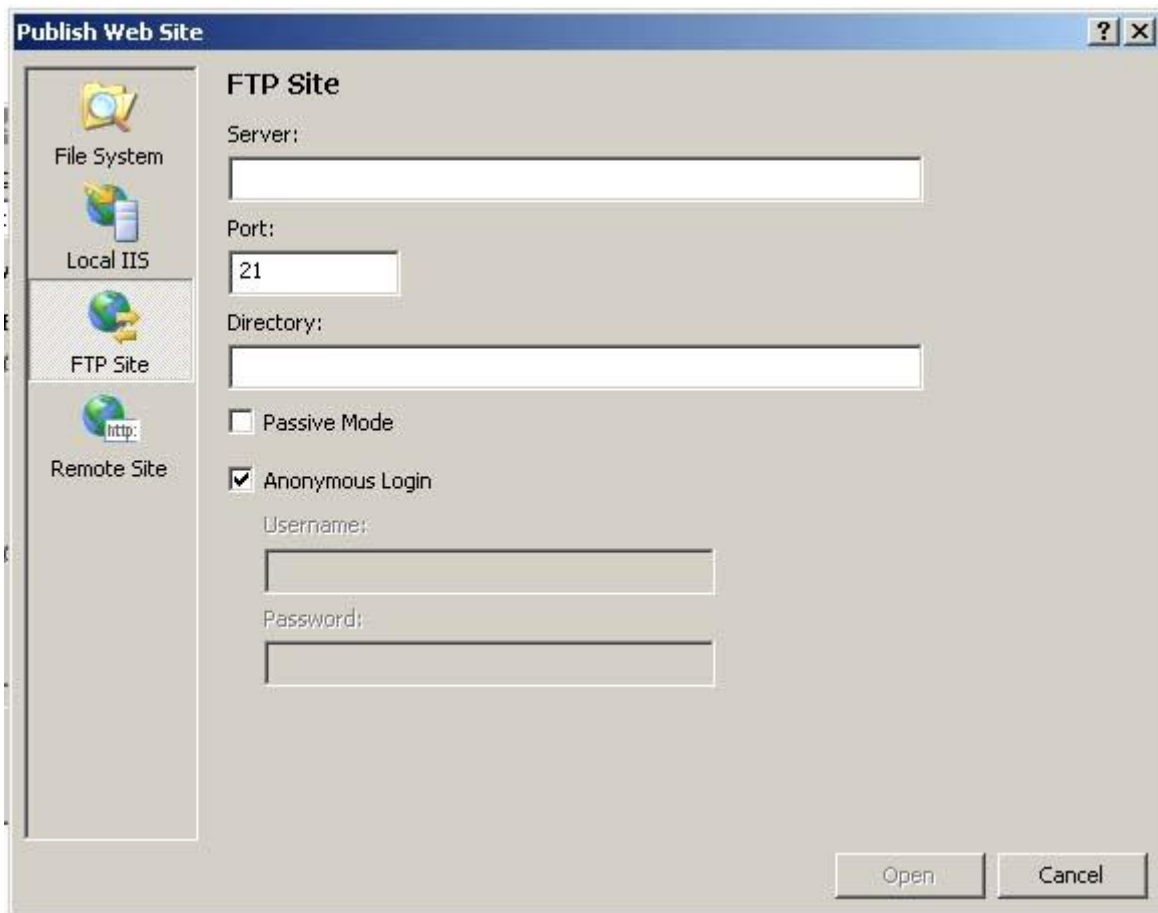 Publish Web Site
File System
Local IIS
FTP Site
http:
Remote Site
FTP Site
Server:
Port:
21
Directory:
Passive Mode
Anonymous Login
Username:
Password:
Open
Cancel